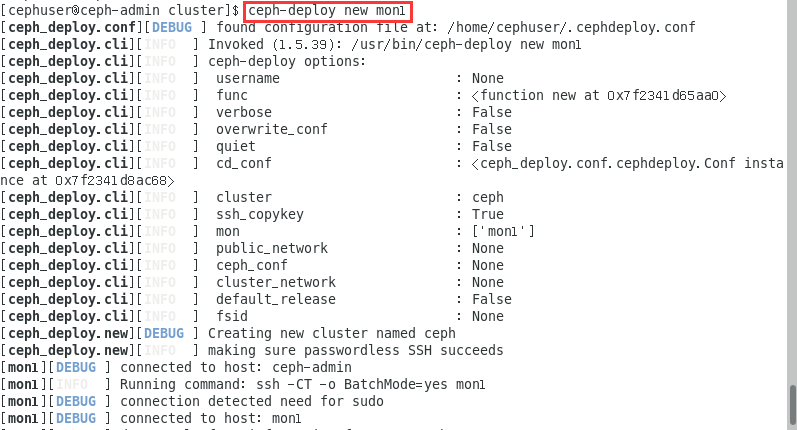 [cephuser@ceph-admin cluster]$ ceph-deploy new mon1
[ceph_deploy.conf][DEBUG ] found configuration file at: /home/cephuser/.cephdeploy.conf
[ceph_deploy.cli][INFO  ] Invoked (1.5.39): /usr/bin/ceph-deploy new mon1
[ceph_deploy.cli][INFO  ] ceph-deploy options:
[ceph_deploy.cli][INFO  ]  username                      : None
[ceph_deploy.cli][INFO  ]  func                          : <function new at 0x7f2341d65aa0>
[ceph_deploy.cli][INFO  ]  verbose                       : False
[ceph_deploy.cli][INFO  ]  overwrite_conf                : False
[ceph_deploy.cli][INFO  ]  quiet                         : False
[ceph_deploy.cli][INFO  ]  cd_conf                       : <ceph_deploy.conf.cephdeploy.Conf insta
nce at 0x7f2341d8ac68>
[ceph_deploy.cli][INFO  ]  cluster                       : ceph
[ceph_deploy.cli][INFO  ]  ssh_copykey                   : True
[ceph_deploy.cli][INFO  ]  mon                           : ['mon1']
[ceph_deploy.cli][INFO  ]  public_network                : None
[ceph_deploy.cli][INFO  ]  ceph_conf                     : None
[ceph_deploy.cli][INFO  ]  cluster_network               : None
[ceph_deploy.cli][INFO  ]  default_release               : False
[ceph_deploy.cli][INFO  ]  fsid                          : None
[ceph_deploy.new][DEBUG ] Creating new cluster named ceph
[ceph_deploy.new][INFO  ] making sure passwordless SSH succeeds
[mon1][DEBUG ] connected to host: ceph-admin
[mon1][INFO  ] Running command: ssh -CT -o BatchMode=yes mon1
[mon1][DEBUG ] connection detected need for sudo
[mon1][DEBUG ] connected to host: mon1